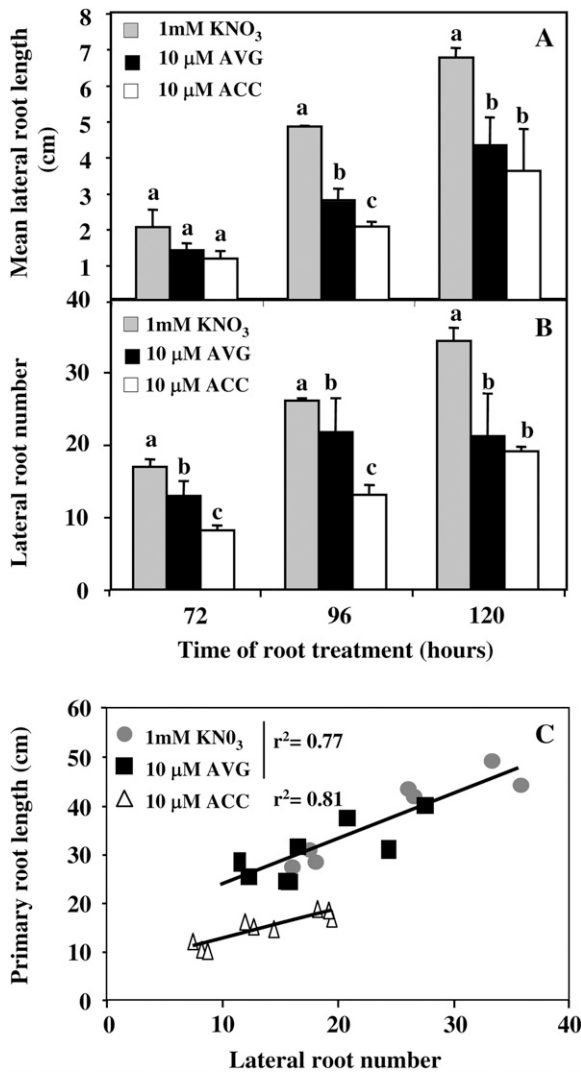 8
7
6
5
4
3
2
1
Mean lateral root length
(cm)
1mM KNO₃
10 µM AVG
10 µM ACC
A
a
a
a
a
b
c
a
b
b
40
30
20
10
0
Lateral root number
1mM KNO₃
10 µM AVG
10 µM ACC
B
a
b
c
a
b
c
a
b
b
72
96
120
Time of root treatment (hours)
60
50
40
30
20
10
0
Primary root length (cm)
1mM KN0₃
10 µM AVG
r²= 0.77
10 µM ACC
r²= 0.81
C
0
10
20
30
40
Lateral root number